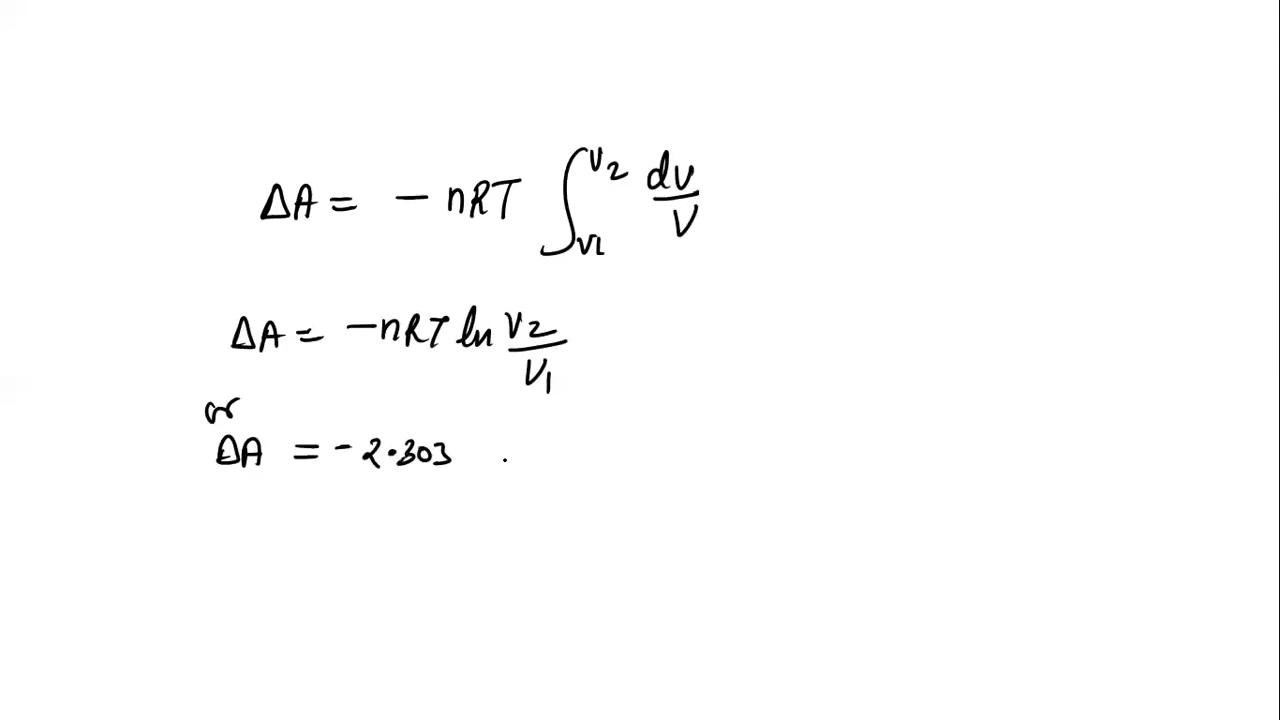 ΔA = - nRT ∫_{V1}^{V2} dV/V
ΔA = -nRT ln V2/V1
or
ΔA = -2.303